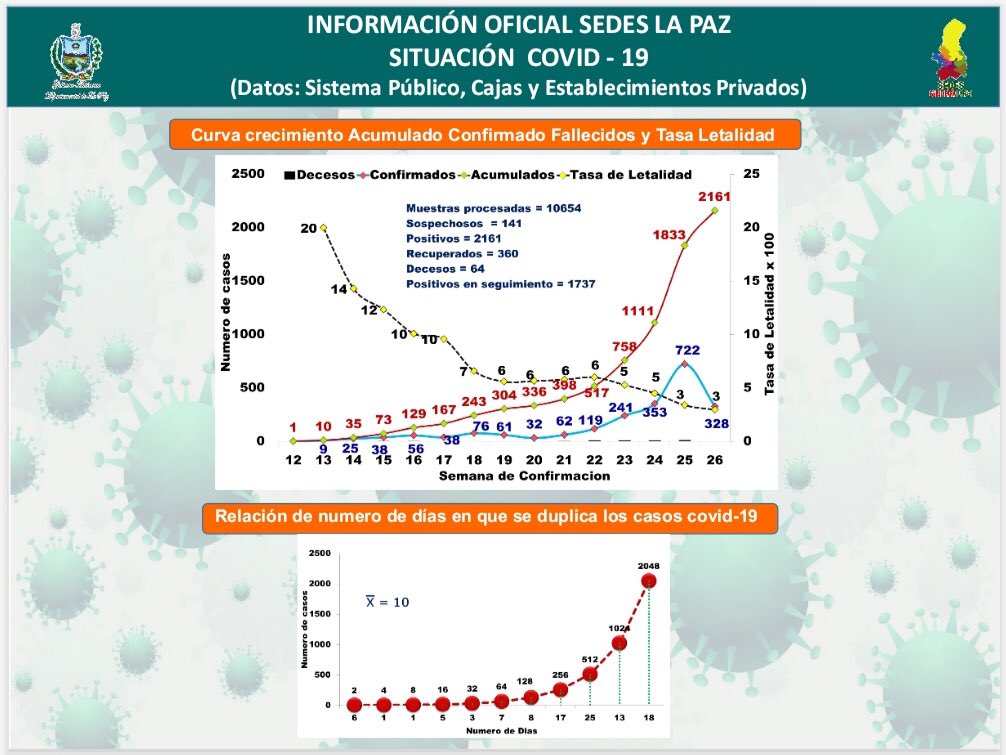 INFORMACIÓN OFICIAL SEDES LA PAZ
SITUACIÓN COVID - 19
(Datos: Sistema Público, Cajas y Establecimientos Privados)
SEDES
Curva crecimiento Acumulado Confirmado Fallecidos y Tasa Letalidad
Decesos Confirmados Acumulados Tasa de Letalidad
Muestras procesadas = 10654
Sospechosos = 141
Positivos = 2161
Recuperados = 360
Decesos = 64
Positivos en seguimiento = 1737
Numero de casos
2500
2000
1500
1000
500
0
Tasa de Letalidad x 100
25
20
15
10
5
0
20 14 12 10 10 7 6 6 6 6 5 5 3 3
1 10 35 73 129 167 243 304 336 398 517 758 1111 1833 2161
9 25 38 56 38 76 61 32 62 119 241 353 722 328
12 13 14 15 16 17 18 19 20 21 22 23 24 25 26
Semana de Confirmacion
Relación de numero de días en que se duplica los casos covid-19
Numero de casos
2500
2000
1500
1000
500
0
X̅ = 10
2 4 8 16 32 64 128 256 512 1024 2048
6 1 1 5 3 7 8 17 25 13 18
Numero de Dias